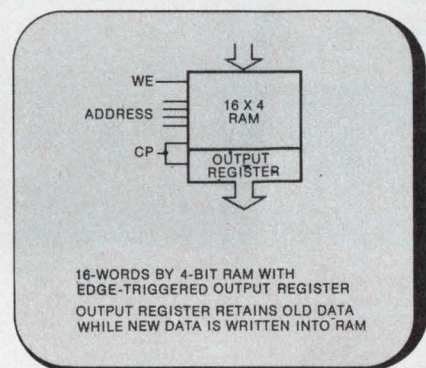 WE
16 X 4
RAM
ADDRESS
CP
OUTPUT
REGISTER
16-WORDS BY 4-BIT RAM WITH
EDGE-TRIGGERED OUTPUT REGISTER
OUTPUT REGISTER RETAINS OLD DATA
WHILE NEW DATA IS WRITTEN INTO RAM